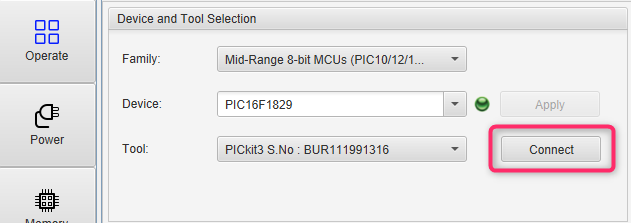 Device and Tool Selection
Operate
Family: Mid-Range 8-bit MCUs (PIC10/12/1...
Device: PIC16F1829 Apply
Power
Tool: PICkit3 S.No : BUR111991316 Connect
Memory